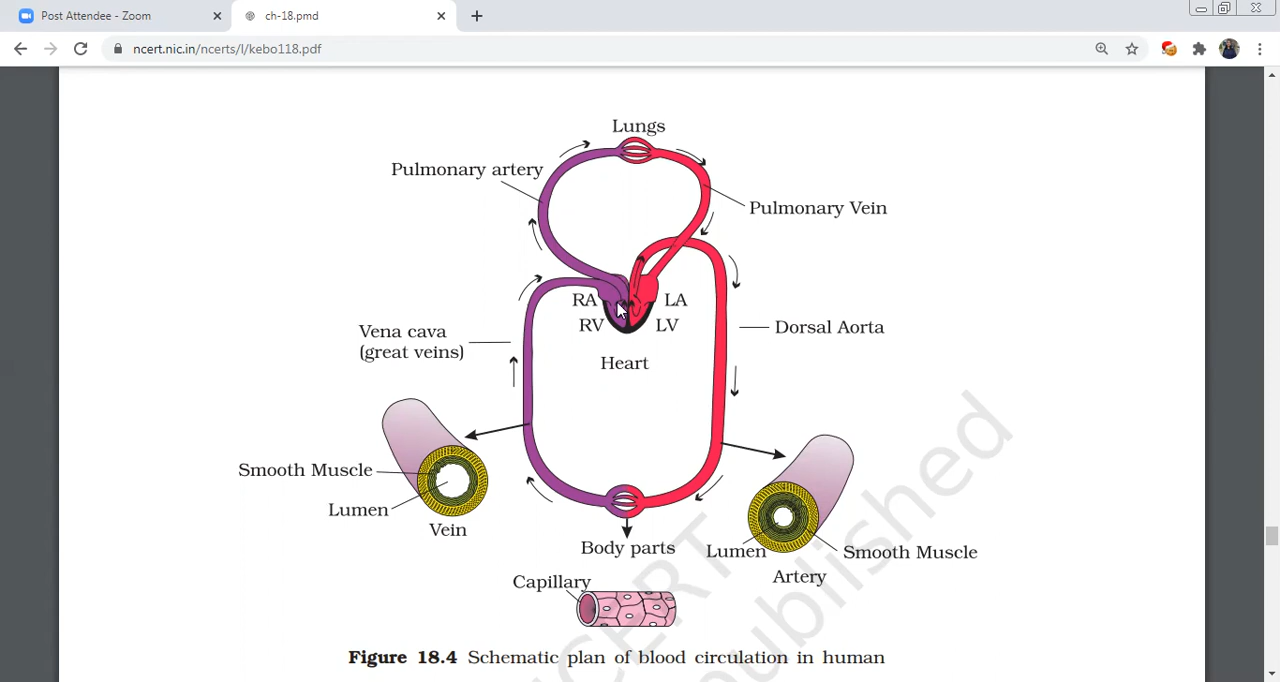 Post Attendee - Zoom
ch-18.pmd
ncert.nic.in/ncerts/l/kebo118.pdf
Lungs
Pulmonary artery
Pulmonary Vein
RA
LA
RV
LV
Heart
Vena cava
(great veins)
Dorsal Aorta
Smooth Muscle
Lumen
Vein
Body parts
Lumen
Smooth Muscle
Artery
Capillary
Figure 18.4 Schematic plan of blood circulation in human
NCERT
published